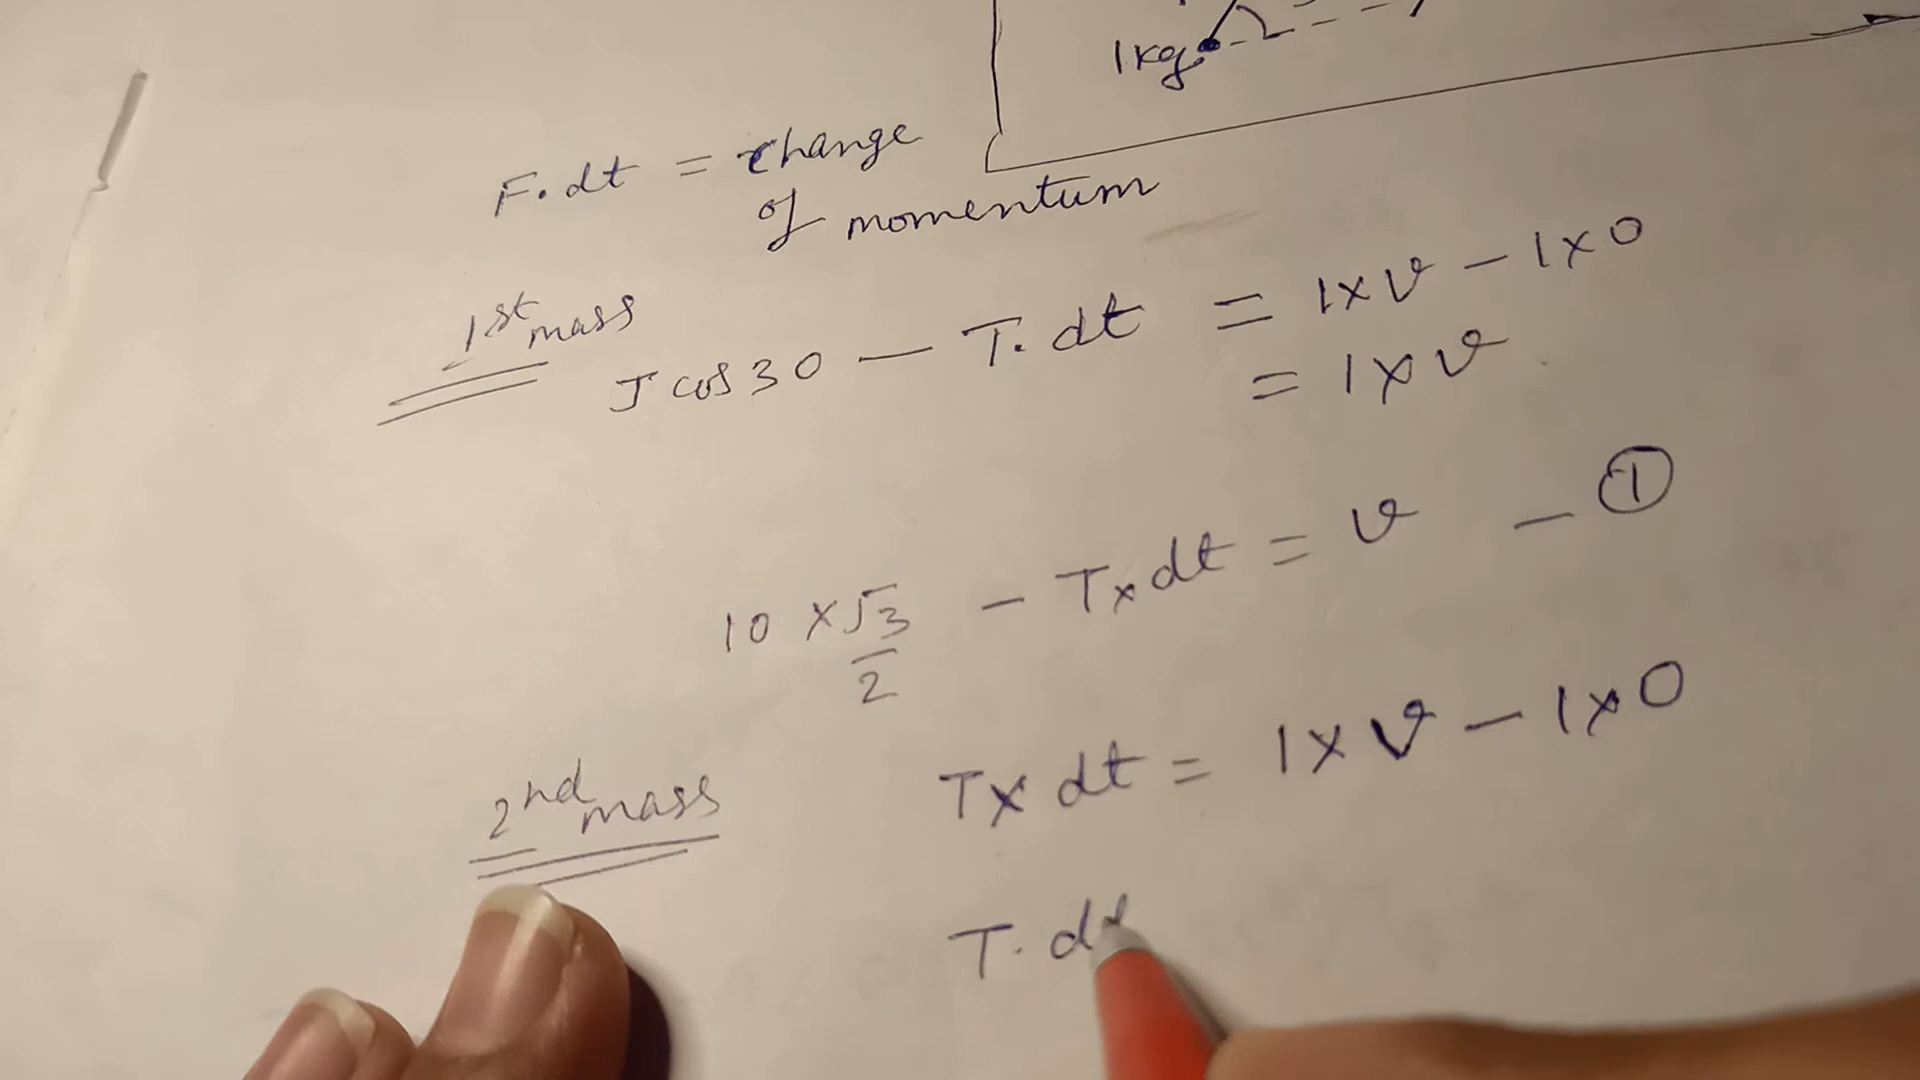 1kg
F. dt = change
of momentum
1st mass
J cos 30 — T. dt = 1×v – 1×0
= 1×v
10 × √3/2 – T×dt = v – ①
2nd mass
T× dt = 1×v – 1×0
T. dt